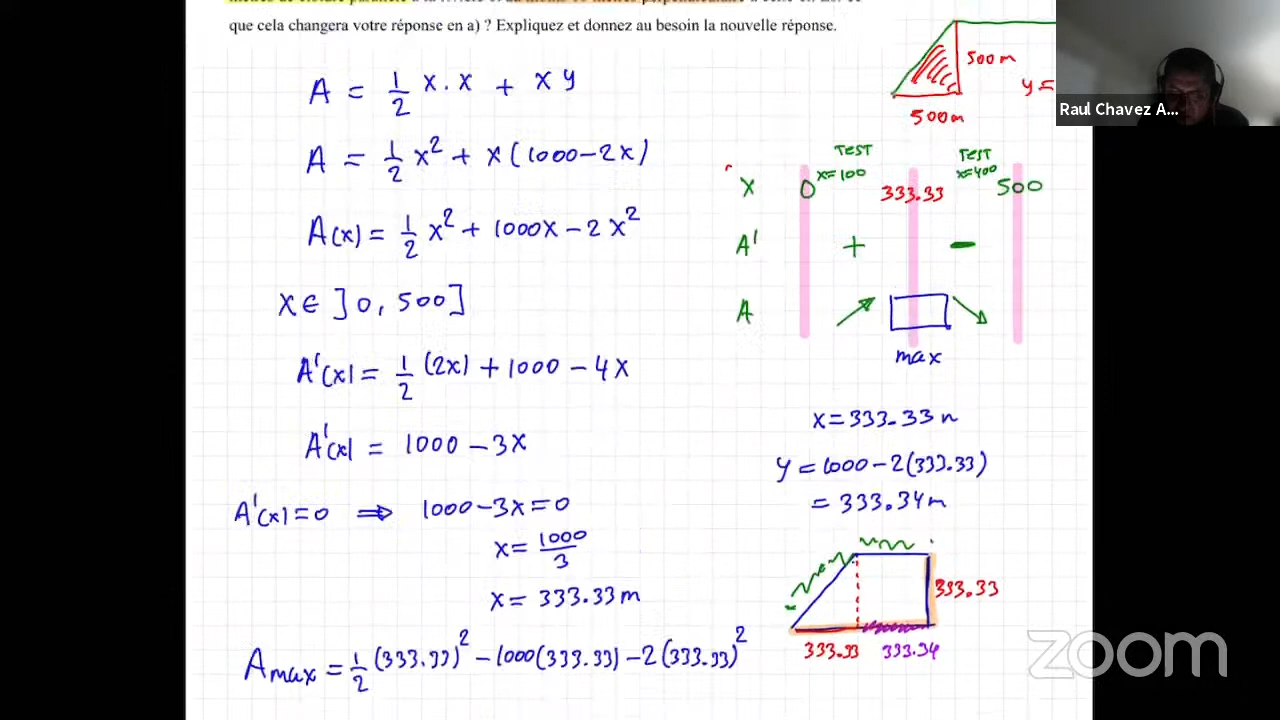 que cela changera votre réponse en a) ? Expliquez et donnez au besoin la nouvelle réponse.
A = 1/2 x . x + x y
A = 1/2 x² + x(1000-2x)
A(x) = 1/2 x² + 1000x - 2x²
x ∈ ]0, 500]
A'(x) = 1/2 (2x) + 1000 - 4x
A'(x) = 1000 - 3x
A'(x) = 0 ⇒ 1000 - 3x = 0
x = 1000/3
x = 333.33 m
Amax = 1/2 (333.33)² - 1000(333.33) - 2(333.33)²
500 m
y =
500 m
Raul Chavez A...
TEST x=100
TEST x=400
x 0 333.33 500
A' + -
A ↗ ↘
max
x = 333.33 m
y = 1000 - 2(333.33)
= 333.34 m
333.33
333.33 333.34
zoom